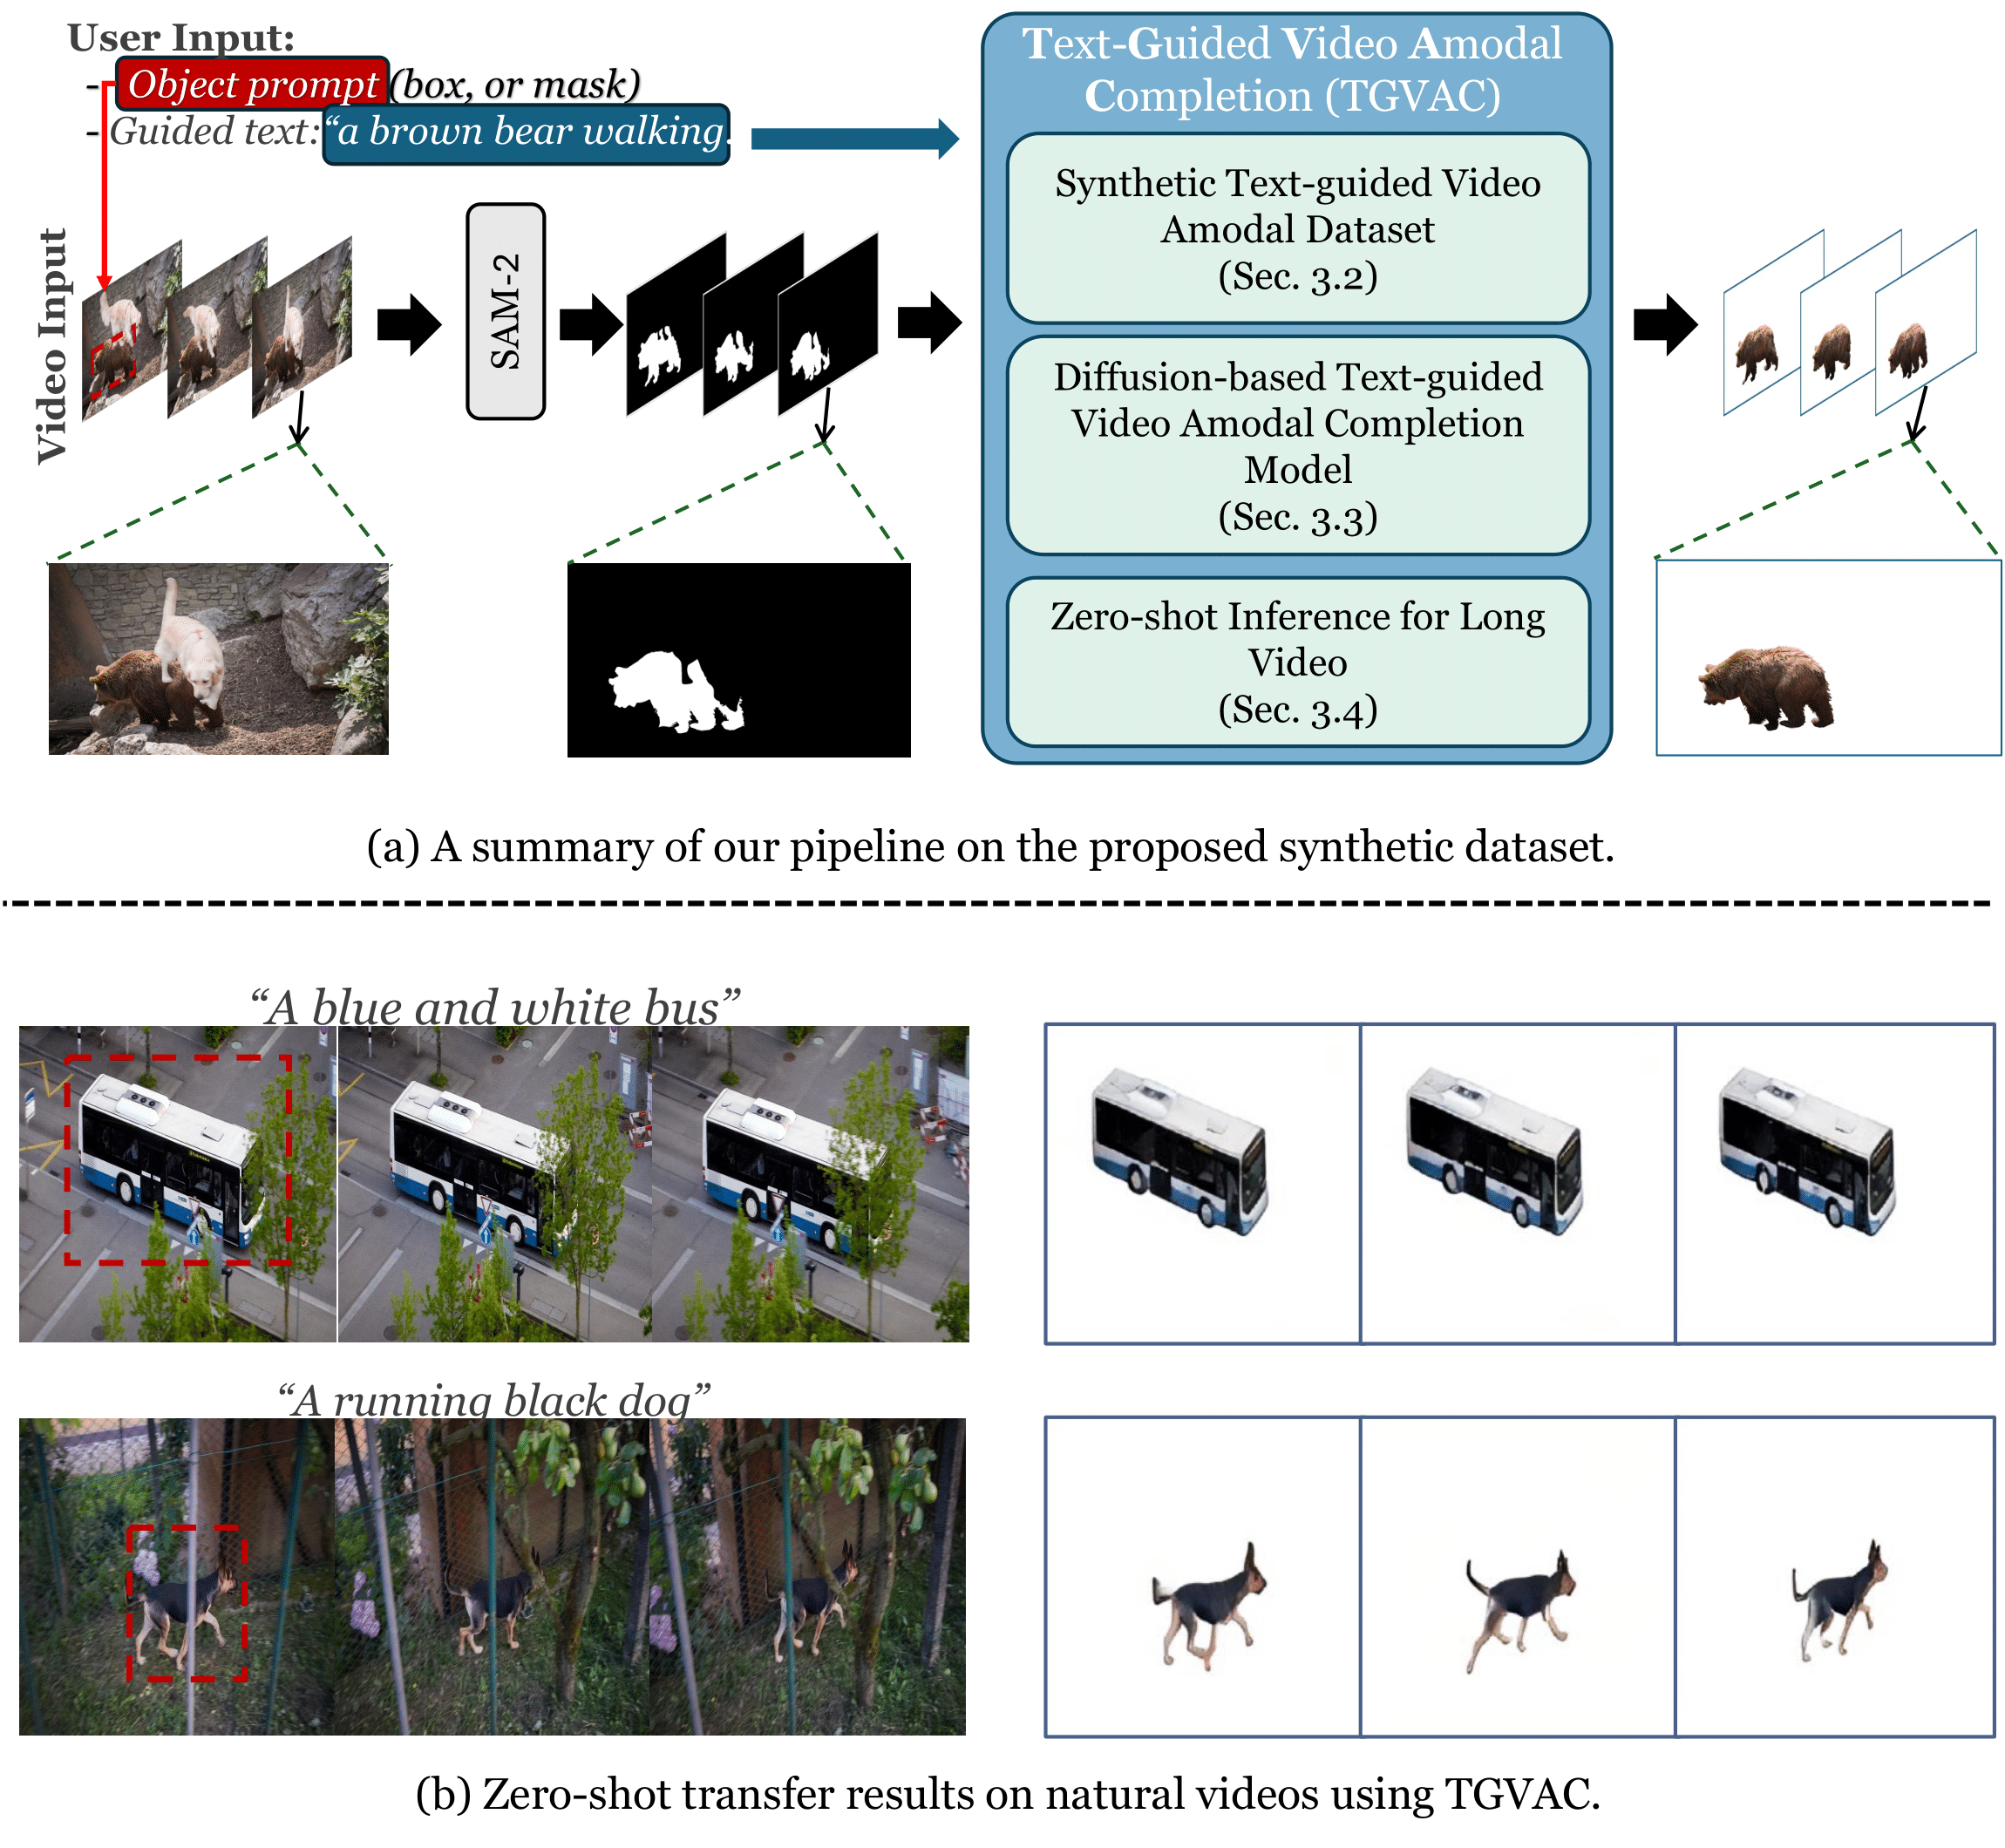 User Input:
- Object prompt (box, or mask)
- Guided text: “a brown bear walking.
Video Input
SAM-2
Text-Guided Video Amodal
Completion (TGVAC)
Synthetic Text-guided Video
Amodal Dataset
(Sec. 3.2)
Diffusion-based Text-guided
Video Amodal Completion
Model
(Sec. 3.3)
Zero-shot Inference for Long
Video
(Sec. 3.4)
(a) A summary of our pipeline on the proposed synthetic dataset.
“A blue and white bus”
“A running black dog”
(b) Zero-shot transfer results on natural videos using TGVAC.